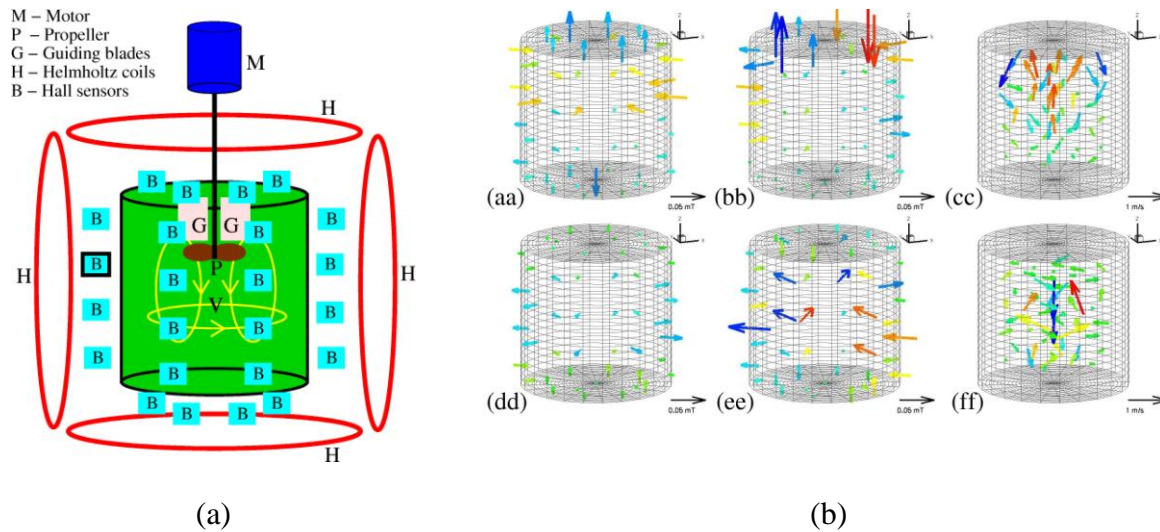 M – Motor
P – Propeller
G – Guiding blades
H – Helmholtz coils
B – Hall sensors
M
H
B
B
B
B
B
B
G
G
B
B
B
B
H
B
P
B
B
B
H
V
B
B
B
B
B
B
B
B
B
B
B
B
H
(a)
z
x
(aa)
0.05 mT
z
x
(bb)
0.05 mT
z
x
(cc)
1 m/s
z
x
(dd)
0.05 mT
z
x
(ee)
0.05 mT
z
x
(ff)
1 m/s
(b)